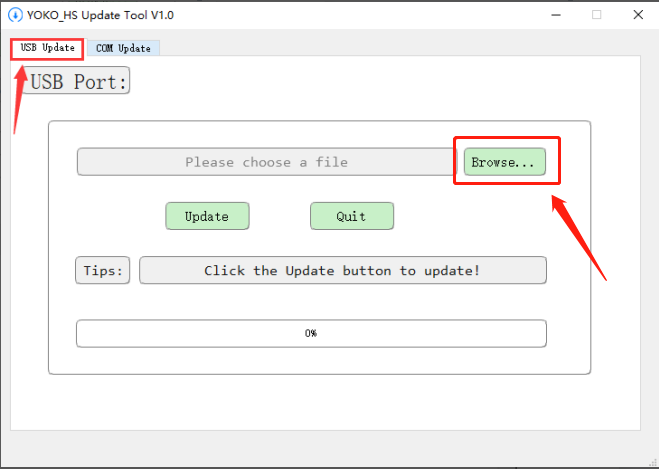 YOKO_HS Update Tool V1.0
USB Update COM Update
USB Port:
Please choose a file Browse...
Update Quit
Tips: Click the Update button to update!
0%